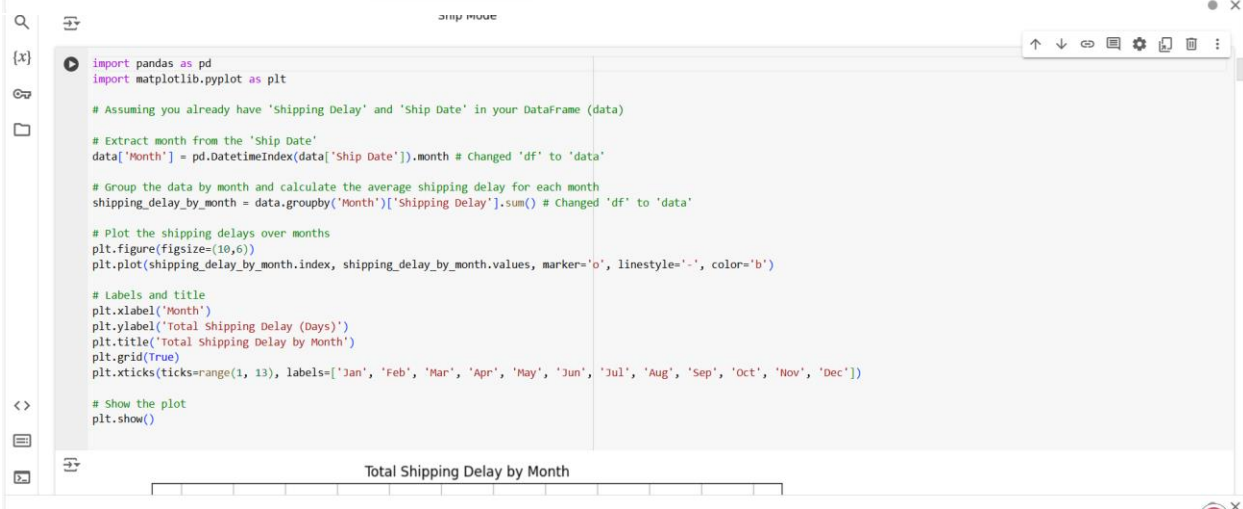 Ship Mode
{x}
import pandas as pd
import matplotlib.pyplot as plt
# Assuming you already have 'Shipping Delay' and 'Ship Date' in your DataFrame (data)
# Extract month from the 'Ship Date'
data['Month'] = pd.DatetimeIndex(data['Ship Date']).month # Changed 'df' to 'data'
# Group the data by month and calculate the average shipping delay for each month
shipping_delay_by_month = data.groupby('Month')['Shipping Delay'].sum() # Changed 'df' to 'data'
# Plot the shipping delays over months
plt.figure(figsize=(10,6))
plt.plot(shipping_delay_by_month.index, shipping_delay_by_month.values, marker='o', linestyle='-', color='b')
# Labels and title
plt.xlabel('Month')
plt.ylabel('Total Shipping Delay (Days)')
plt.title('Total Shipping Delay by Month')
plt.grid(True)
plt.xticks(ticks=range(1, 13), labels=['Jan', 'Feb', 'Mar', 'Apr', 'May', 'Jun', 'Jul', 'Aug', 'Sep', 'Oct', 'Nov', 'Dec'])
# Show the plot
plt.show()
Total Shipping Delay by Month